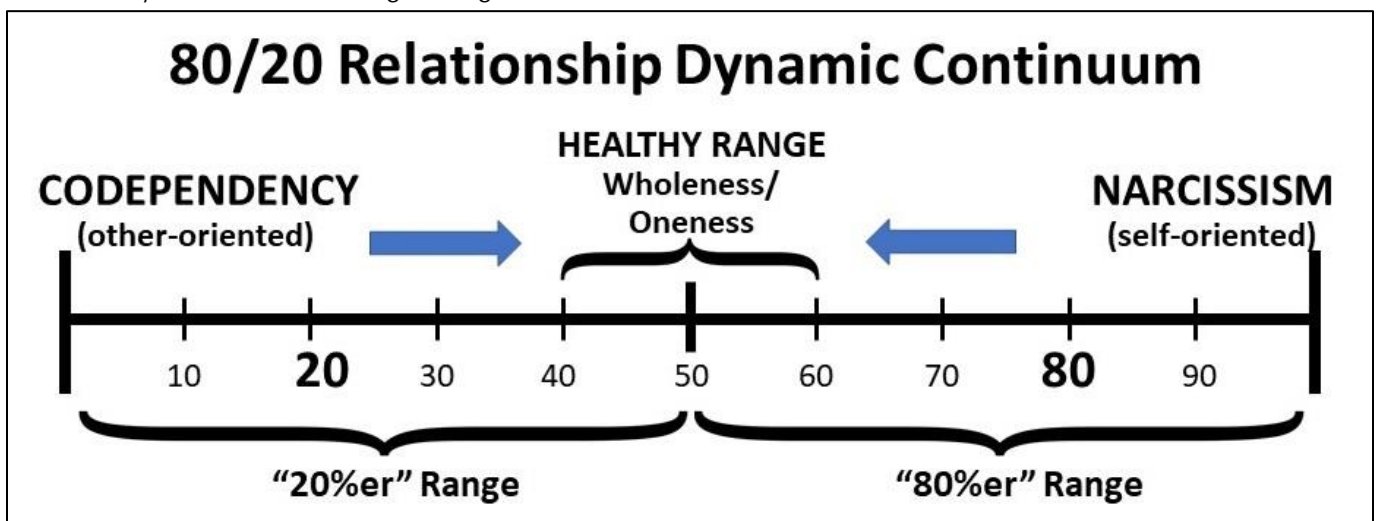 80/20 Relationship Dynamic Continuum
HEALTHY RANGE
Wholeness/
Oneness
CODEPENDENCY
(other-oriented)
NARCISSISM
(self-oriented)
10 20 30 40 50 60 70 80 90
“20%er” Range “80%er” Range